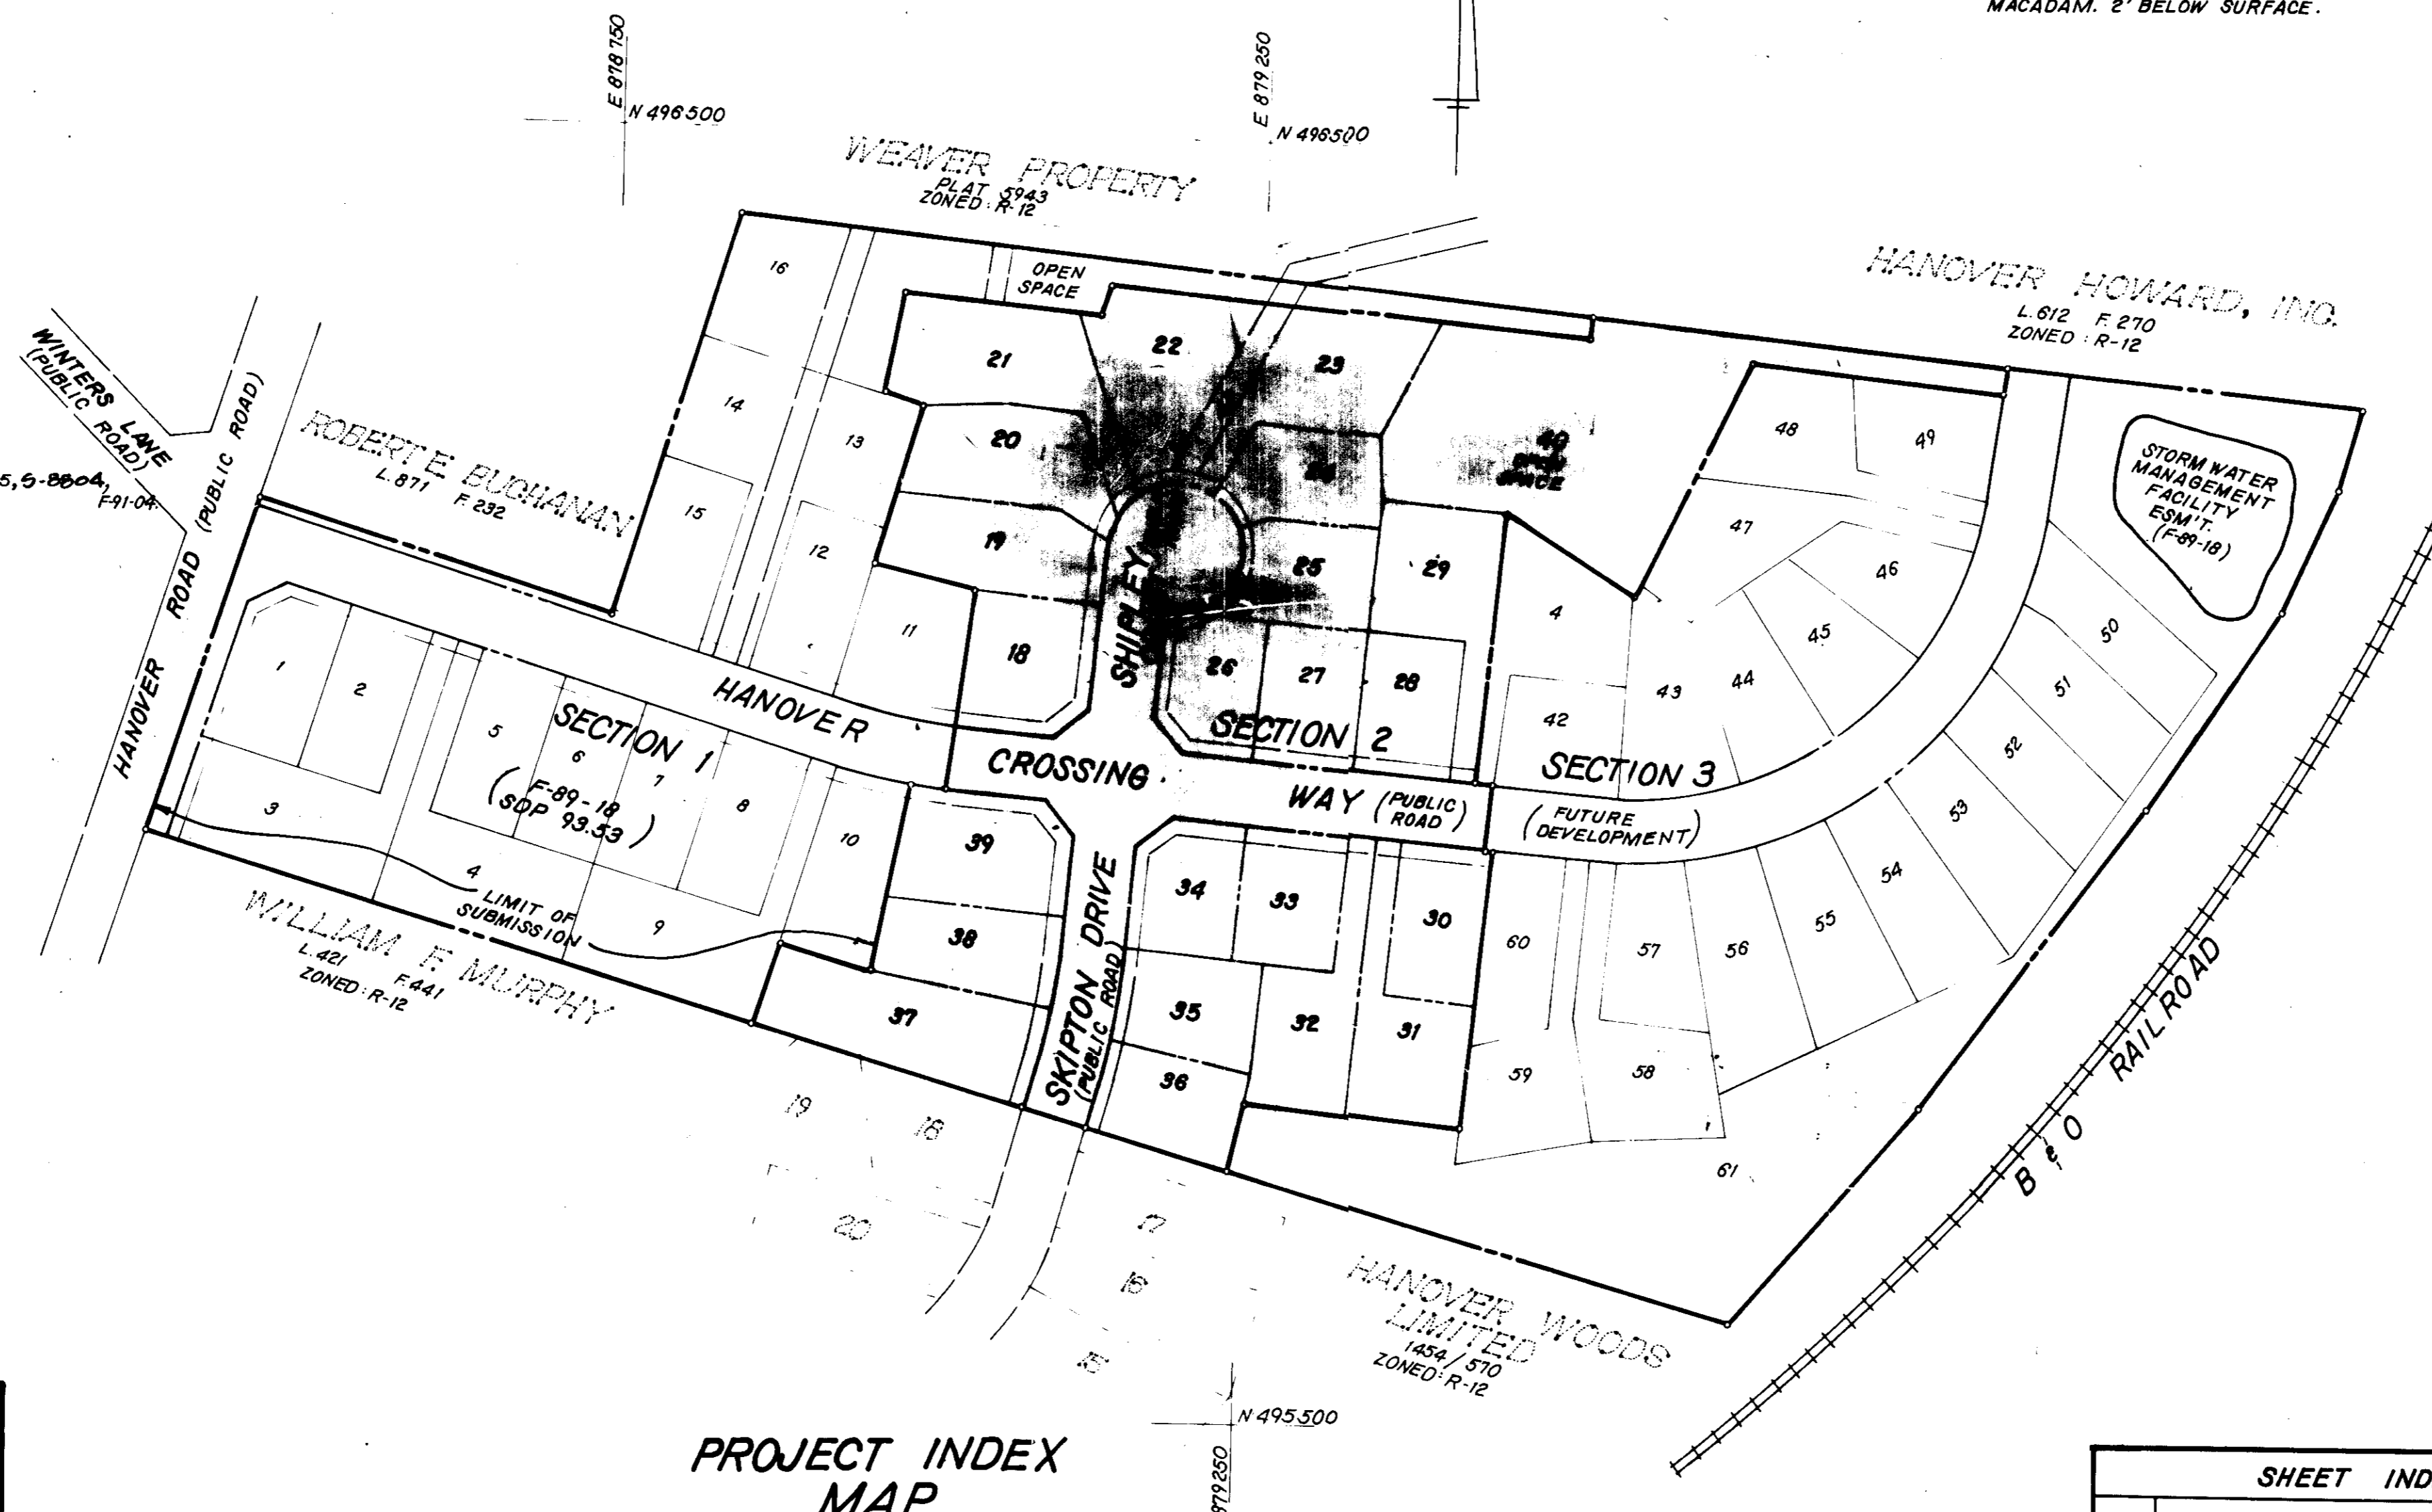 MACADAM. 2' BELOW SURFACE.
E 878750
N 496500
E 879250
N 496500
WEAVER PROPERTY
PLAT 5943
ZONED: R-12
HANOVER HOWARD, INC.
L.612 F. 270
ZONED: R-12
OPEN
SPACE
16
14
13
15
12
11
21
22
23
20
19
18
25
29
26
27
28
SPACE
48
49
47
46
45
44
43
4
42
STORM WATER
MANAGEMENT
FACILITY
ESM'T.
(F-89-18)
50
51
52
53
54
55
56
57
60
59
58
61
WINTERS LANE
(PUBLIC ROAD)
5, S-8804,
F-91-04.
HANOVER ROAD (PUBLIC ROAD)
ROBERT E. BUCHANAN
L.871 F. 232
1
2
3
4
5
6
7
8
9
10
SECTION 1
(F-89-18
SDP 93.53)
HANOVER
CROSSING
WAY (PUBLIC
ROAD)
SHIPLEY
SECTION 2
SECTION 3
(FUTURE
DEVELOPMENT)
LIMIT OF
SUBMISSION
WILLIAM F. MURPHY
L.421 F.441
ZONED: R-12
39
38
37
34
33
30
35
32
31
36
SKIPTON DRIVE
(PUBLIC ROAD)
19
18
20
17
16
15
HANOVER WOODS
LIMITED
1454/570
ZONED: R-12
B & O RAILROAD
N 495500
879250
PROJECT INDEX
MAP
SHEET IND